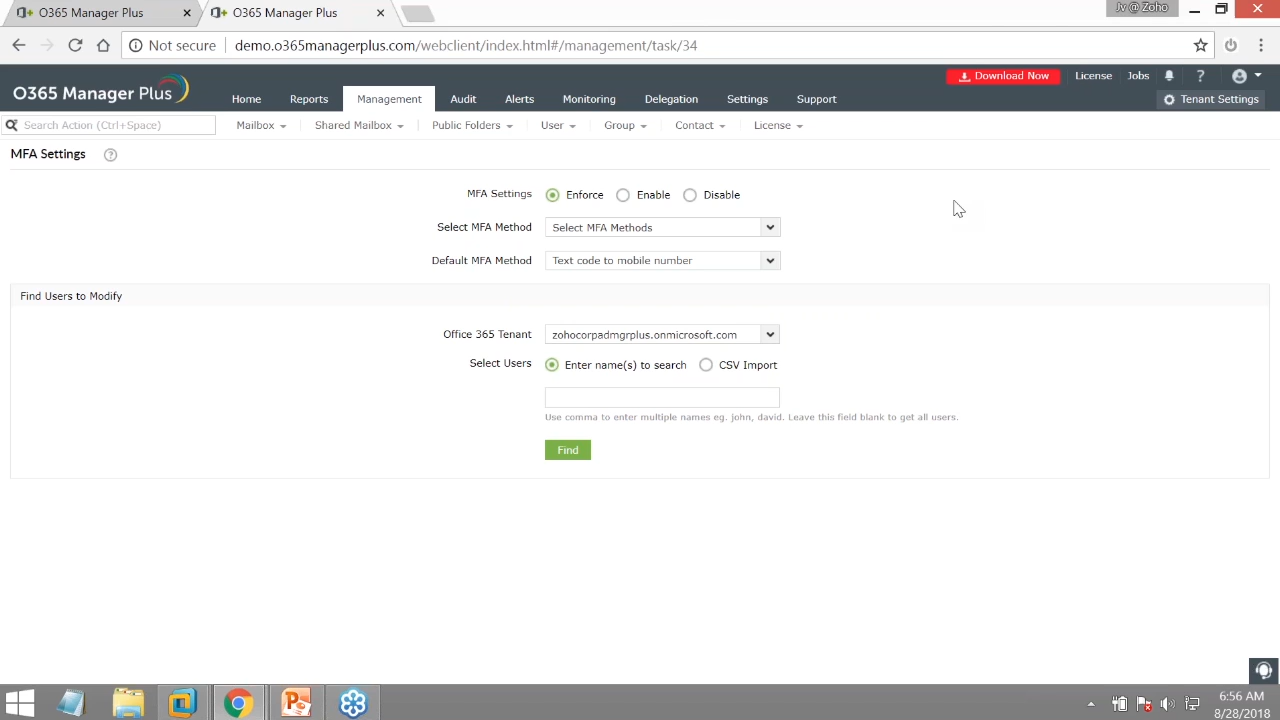 O365 Manager Plus
O365 Manager Plus
Jv @ Zoho
Not secure
demo.o365managerplus.com/webclient/index.html#/management/task/34
O365 Manager Plus
Download Now
License
Jobs
?
Home
Reports
Management
Audit
Alerts
Monitoring
Delegation
Settings
Support
Tenant Settings
Search Action (Ctrl+Space)
Mailbox
Shared Mailbox
Public Folders
User
Group
Contact
License
MFA Settings ?
MFA Settings Enforce Enable Disable
Select MFA Method Select MFA Methods
Default MFA Method Text code to mobile number
Find Users to Modify
Office 365 Tenant zohocorpadmgrplus.onmicrosoft.com
Select Users Enter name(s) to search CSV Import
Use comma to enter multiple names eg. john, david. Leave this field blank to get all users.
Find
6:56 AM
8/28/2018